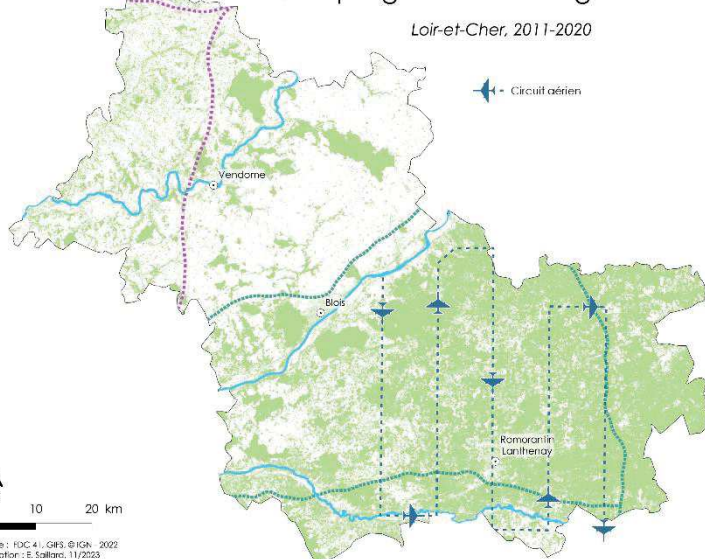 Loir-et-Cher, 2011-2020
Circuit aérien
Vendome
Blois
Romorantin
Lanthenay
10 20 km
: FDC 41, GIFS, © IGN - 2022
: E. Saillard, 11/2023